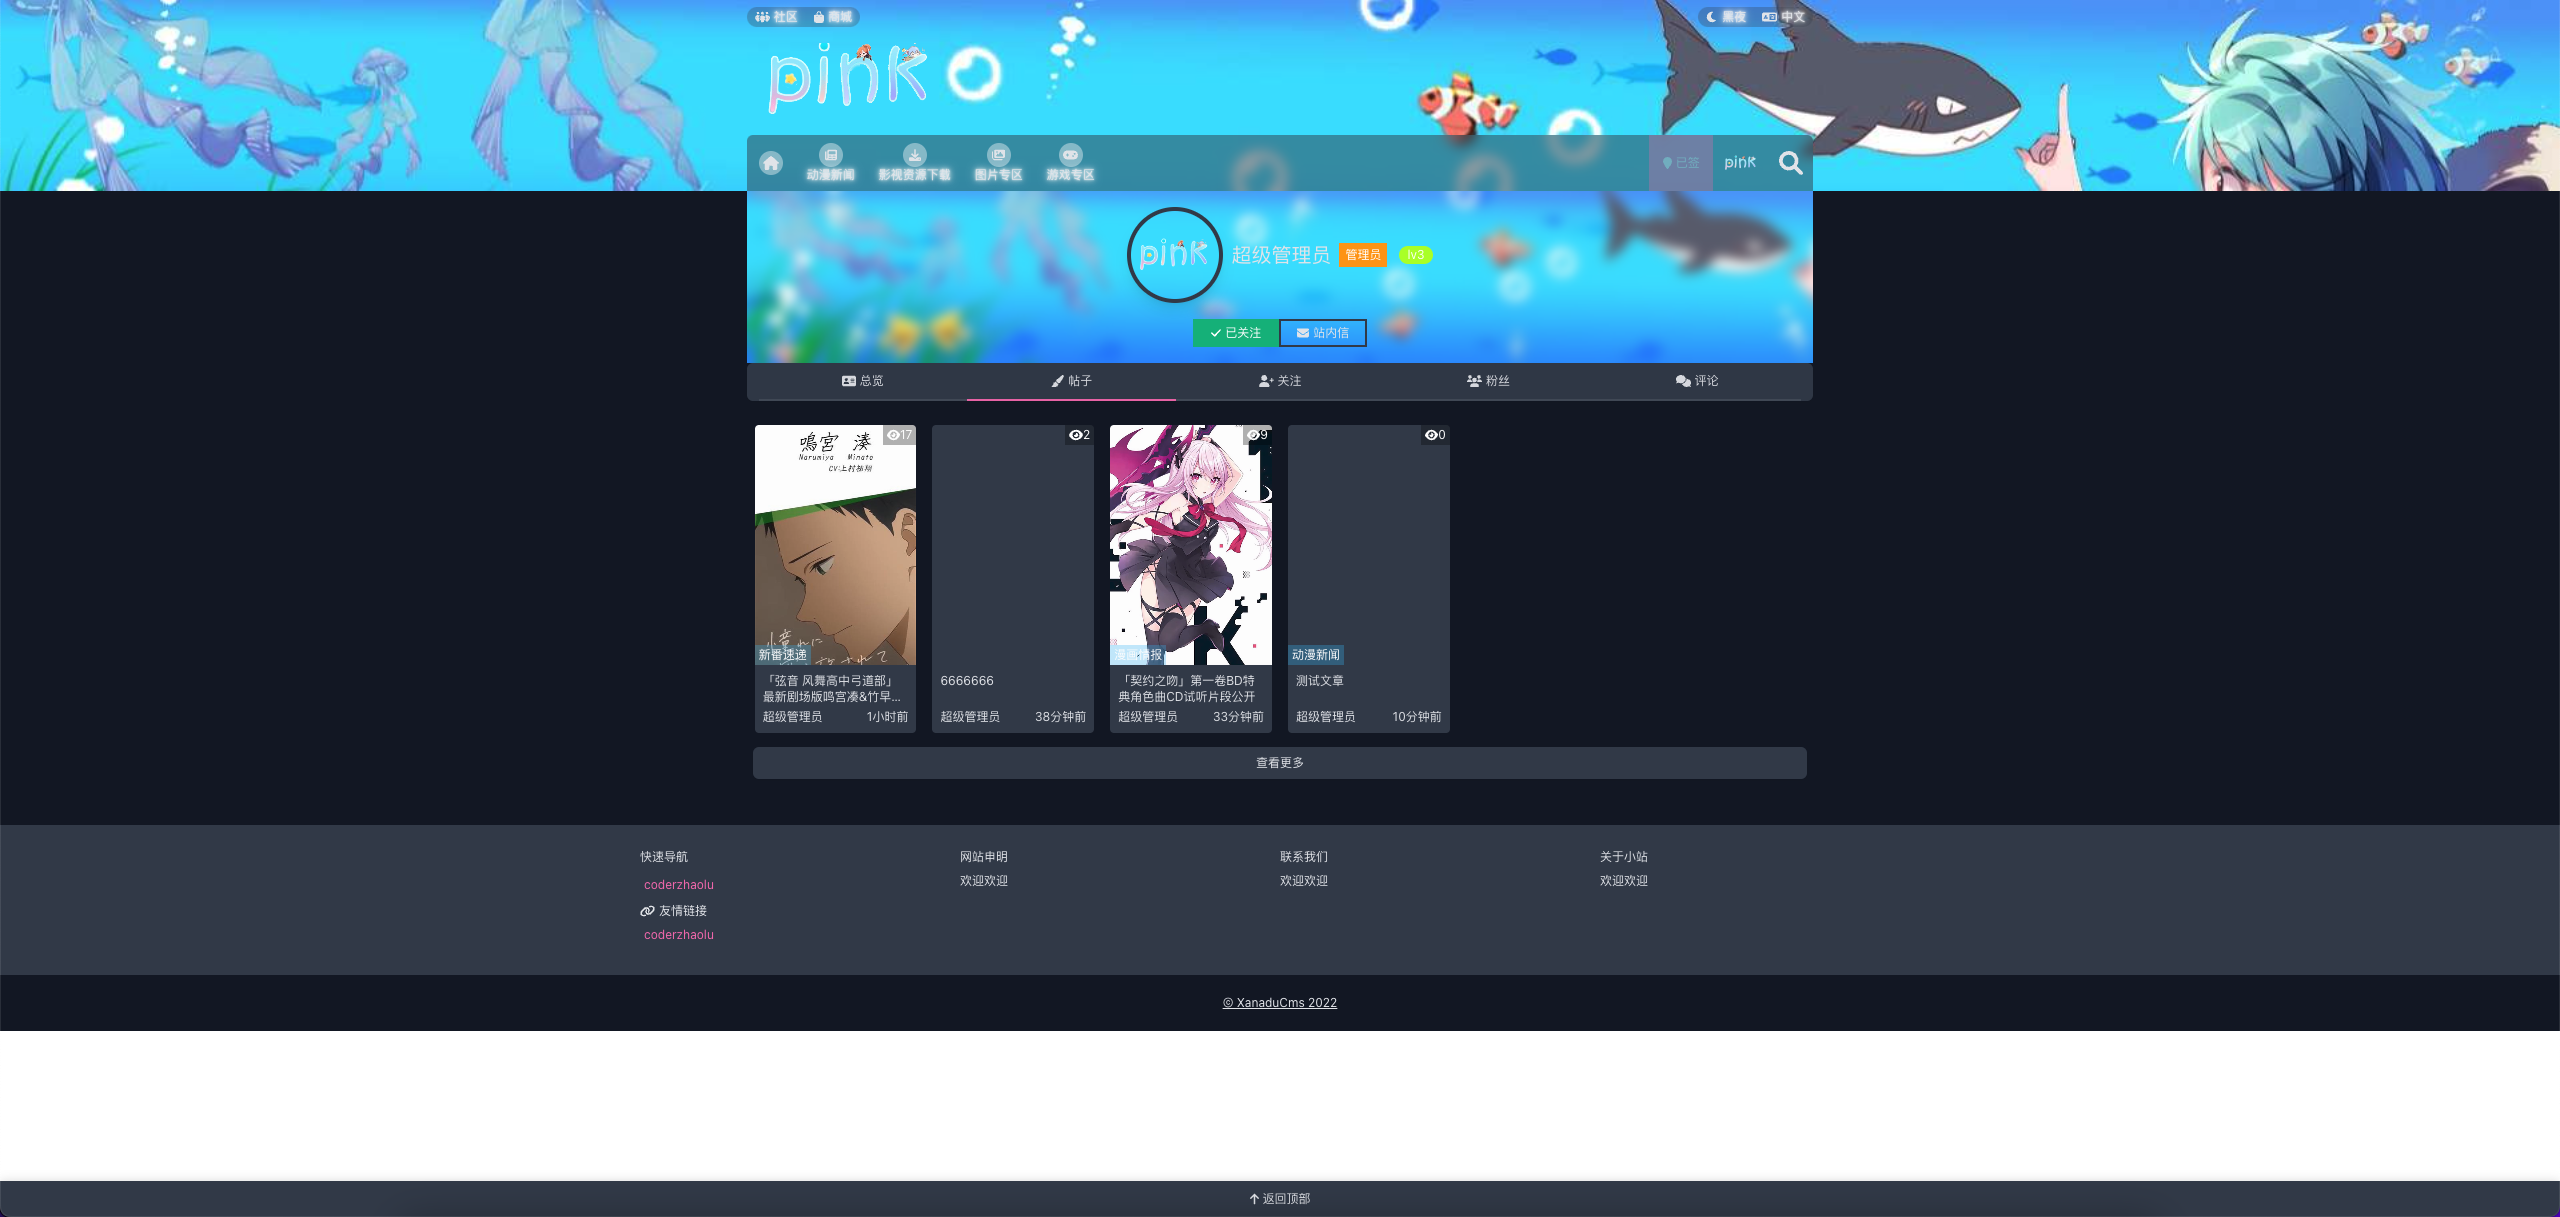 社区 商城
黑夜 中文
pink
动漫新闻 影视资源下载 图片专区 游戏专区
已签 pink
pink 超级管理员 管理员 lv3
已关注 站内信
总览 帖子 关注 粉丝 评论
17
鳴宮 湊
Narumiya Minato
CV:上村祐翔
新番速递
「弦音 风舞高中弓道部」
最新剧场版鸣宫凑&竹早...
超级管理员 1小时前
2
6666666
超级管理员 38分钟前
9
漫画情报
「契约之吻」第一卷BD特
典角色曲CD试听片段公开
超级管理员 33分钟前
0
动漫新闻
测试文章
超级管理员 10分钟前
查看更多
快速导航
coderzhaolu
友情链接
coderzhaolu
网站申明
欢迎欢迎
联系我们
欢迎欢迎
关于小站
欢迎欢迎
© XanaduCms 2022
返回顶部